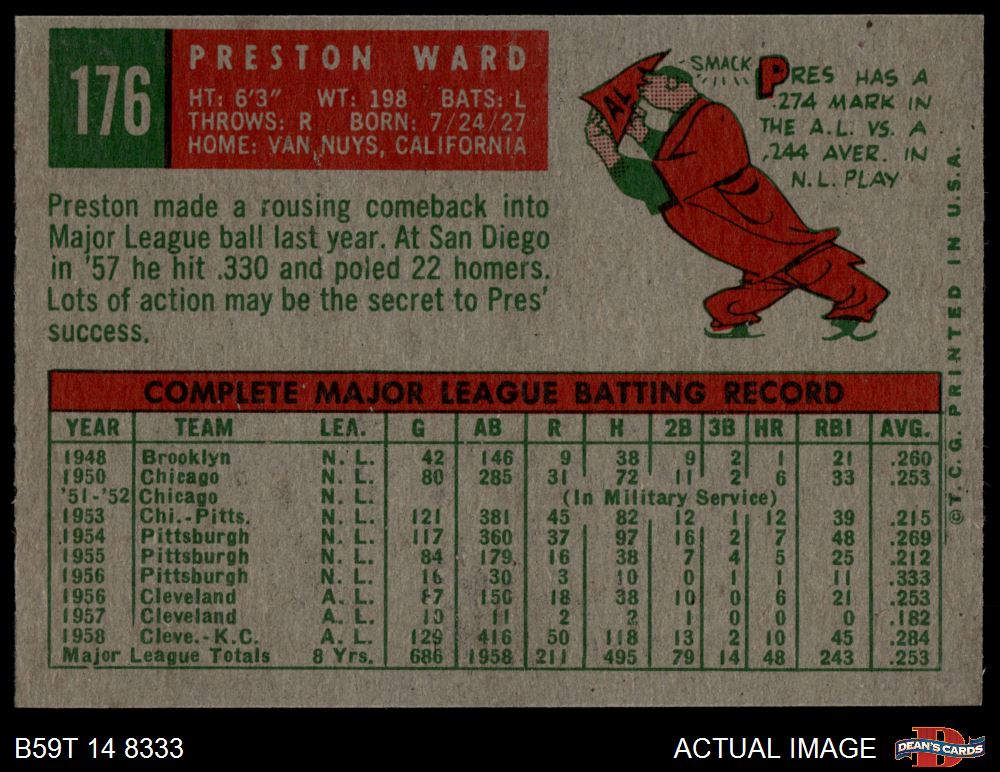 176
PRESTON WARD
HT: 6'3" WT: 198 BATS: L
THROWS: R BORN: 7/24/27
HOME: VAN NUYS, CALIFORNIA
Preston made a rousing comeback into
Major League ball last year. At San Diego
in '57 he hit .330 and poled 22 homers.
Lots of action may be the secret to Pres'
success.
AL
SMACK
PRES HAS A
.274 MARK IN
THE A.L. VS. A
.244 AVER. IN
N.L. PLAY
COMPLETE MAJOR LEAGUE BATTING RECORD
YEAR TEAM LEA. G AB R H 2B 3B HR RBI AVG.
1948 Brooklyn N. L. 42 146 9 38 9 2 1 21 .260
1950 Chicago N. L. 80 285 31 72 11 2 6 33 .253
'51-'52 Chicago N. L. (In Military Service)
1953 Chi.-Pitts. N. L. 121 381 45 82 12 1 12 39 .215
1954 Pittsburgh N. L. 117 360 37 97 16 2 7 48 .269
1955 Pittsburgh N. L. 84 179 16 38 7 4 5 25 .212
1956 Pittsburgh N. L. 16 30 3 10 0 1 1 11 .333
1956 Cleveland A. L. 87 150 18 38 10 0 6 21 .253
1957 Cleveland A. L. 10 11 2 2 1 0 0 0 .182
1958 Cleve.-K.C. A. L. 129 416 50 118 13 2 10 45 .284
Major League Totals 8 Yrs. 686 1958 211 495 79 14 48 243 .253
©T.C.G. PRINTED IN U.S.A.
B59T 14 8333
ACTUAL IMAGE
DEAN'S CARDS